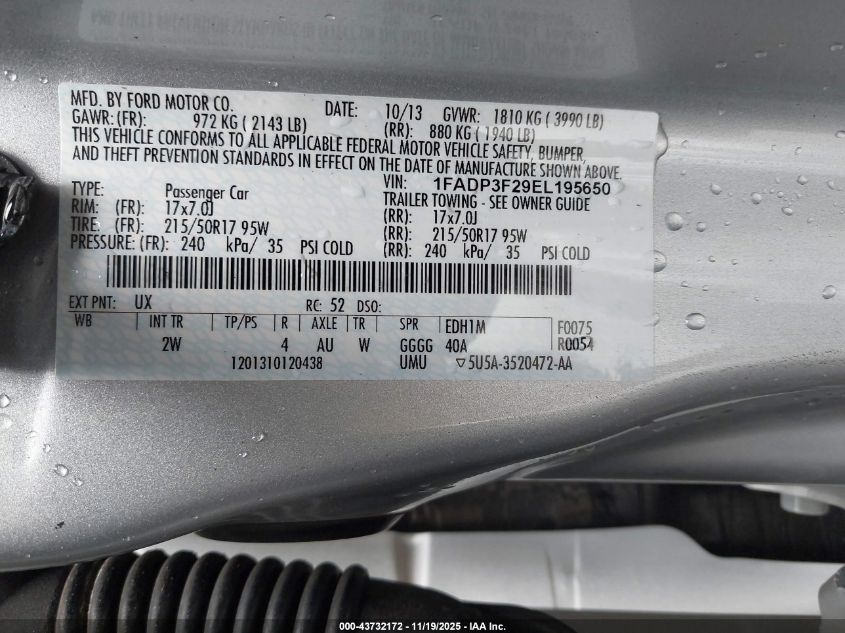 MFD. BY FORD MOTOR CO. DATE: 10/13 GVWR: 1810 KG ( 3990 LB)
GAWR: (FR): 972 KG ( 2143 LB) (RR): 880 KG ( 1940 LB)
THIS VEHICLE CONFORMS TO ALL APPLICABLE FEDERAL MOTOR VEHICLE SAFETY, BUMPER,
AND THEFT PREVENTION STANDARDS IN EFFECT ON THE DATE OF MANUFACTURE SHOWN ABOVE.
VIN: 1FADP3F29EL195650
TYPE: Passenger Car TRAILER TOWING - SEE OWNER GUIDE
RIM: (FR): 17x7.0J (RR): 17x7.0J
TIRE: (FR): 215/50R17 95W (RR): 215/50R17 95W
PRESSURE: (FR): 240 kPa/ 35 PSI COLD (RR): 240 kPa/ 35 PSI COLD
EXT PNT: UX RC: 52 DSO:
WB INT TR TP/PS R AXLE TR SPR EDH1M F0075
2W 4 AU W GGGG 40A R0054
1201310120438 UMU ▽5U5A-3520472-AA
000-43732172 | 11/19/2025 - IAA, Inc.